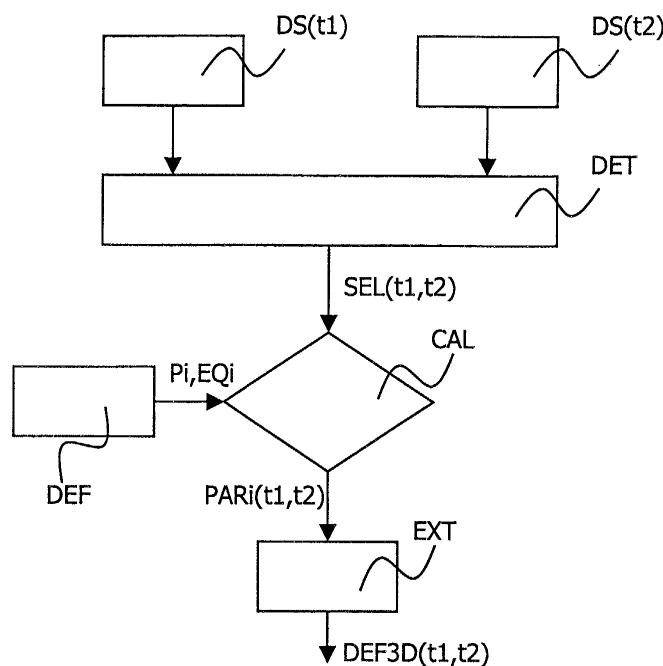 DS(t1)
DS(t2)
DET
SEL(t1,t2)
CAL
Pi,EQi
DEF
PARi(t1,t2)
EXT
DEF3D(t1,t2)